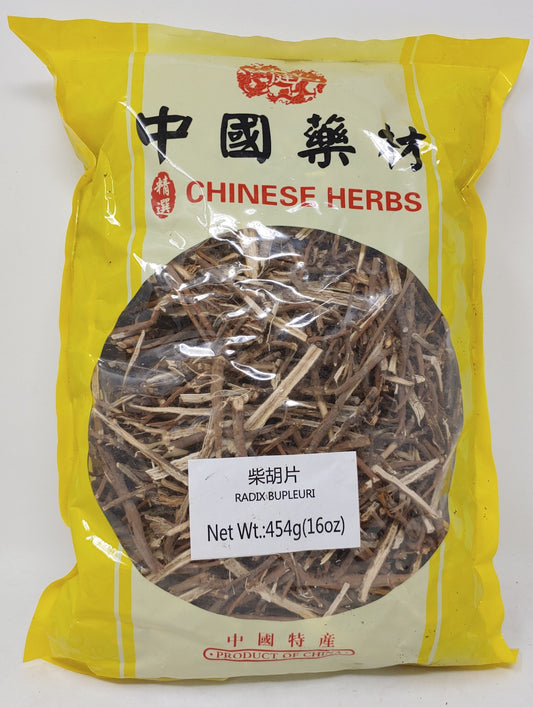 中國藥材
精選
CHINESE HERBS
柴胡片
RADIX BUPLEURI
Net Wt.:454g(16oz)
中國特産
PRODUCT OF CHINA